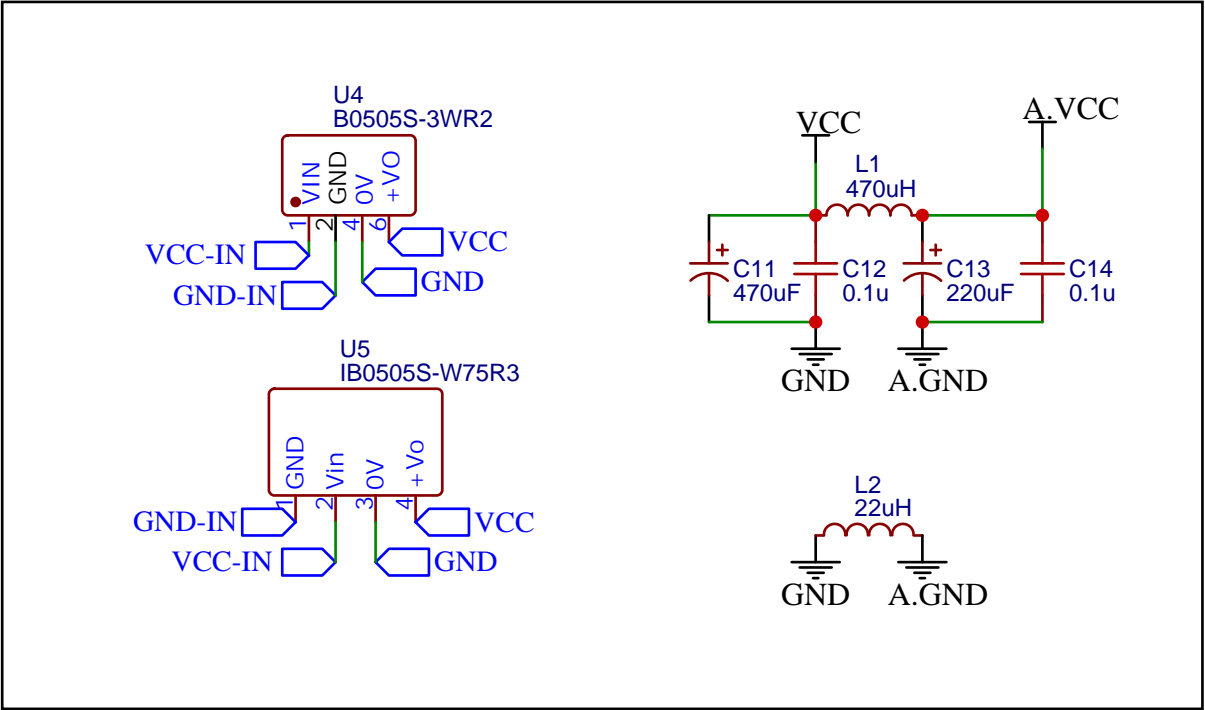 U4
B0505S-3WR2
VIN
GND
0V
+VO
1
2
4
6
VCC-IN
VCC
GND-IN
GND
U5
IB0505S-W75R3
GND
Vin
0V
+Vo
1
2
3
4
GND-IN
VCC
VCC-IN
GND
VCC
A.VCC
L1
470uH
+
C11
470uF
C12
0.1u
+
C13
220uF
C14
0.1u
GND
A.GND
L2
22uH
GND
A.GND